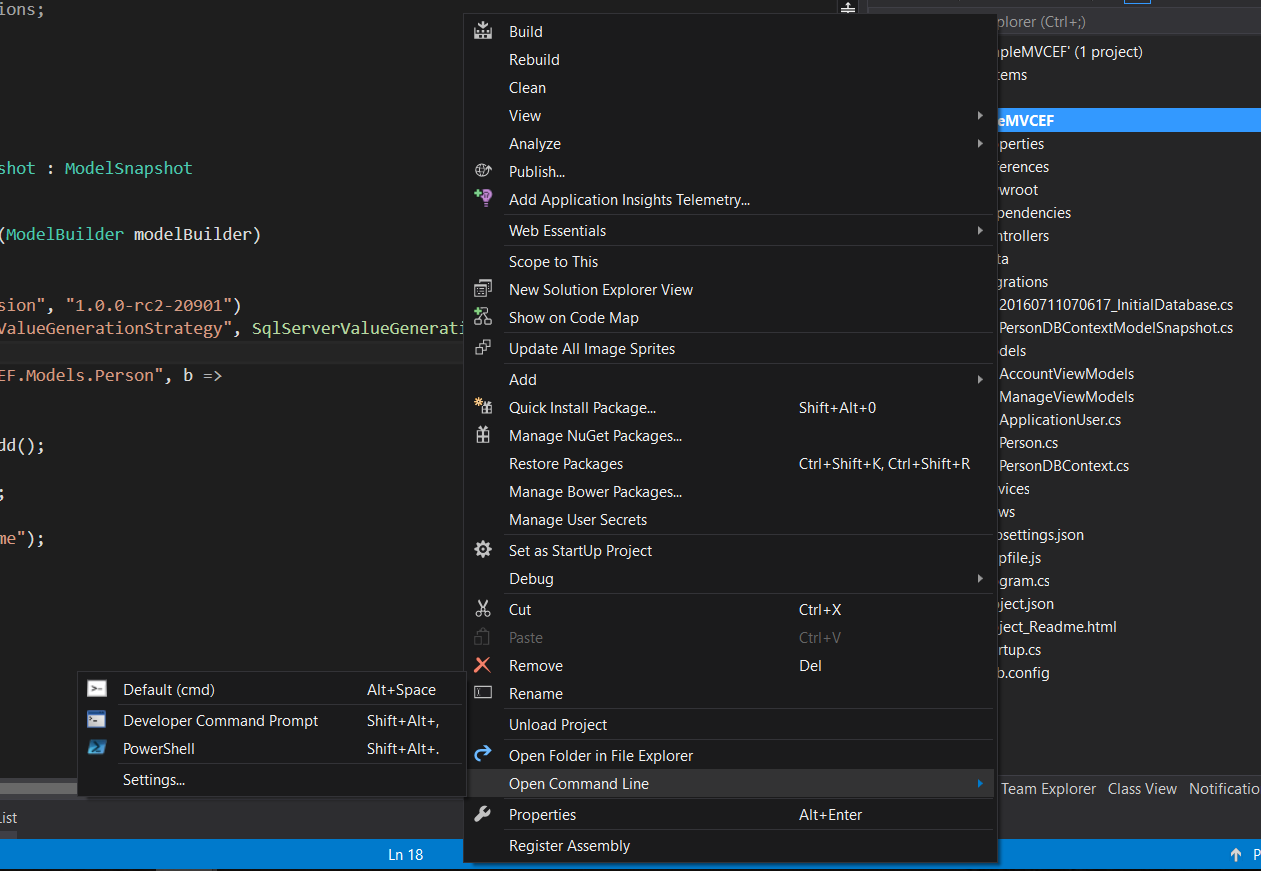 ions;
shot : ModelSnapshot
(ModelBuilder modelBuilder)
sion", "1.0.0-rc2-20901")
ValueGenerationStrategy", SqlServerValueGenerati
EF.Models.Person", b =>
dd();
;
me");
Build
Rebuild
Clean
View
Analyze
Publish...
Add Application Insights Telemetry...
Web Essentials
Scope to This
New Solution Explorer View
Show on Code Map
Update All Image Sprites
Add
Quick Install Package... Shift+Alt+0
Manage NuGet Packages...
Restore Packages Ctrl+Shift+K, Ctrl+Shift+R
Manage Bower Packages...
Manage User Secrets
Set as StartUp Project
Debug
Cut Ctrl+X
Paste Ctrl+V
Remove Del
Rename
Unload Project
Open Folder in File Explorer
Open Command Line
Properties Alt+Enter
Register Assembly
Default (cmd) Alt+Space
Developer Command Prompt Shift+Alt+,
PowerShell Shift+Alt+.
Settings...
plorer (Ctrl+;)
pleMVCEF' (1 project)
tems
eMVCEF
perties
erences
wroot
pendencies
ntrollers
ta
grations
20160711070617_InitialDatabase.cs
PersonDBContextModelSnapshot.cs
dels
AccountViewModels
ManageViewModels
ApplicationUser.cs
Person.cs
PersonDBContext.cs
vices
ws
psettings.json
pfile.js
gram.cs
ject.json
ject_Readme.html
rtup.cs
b.config
Team Explorer Class View Notificatio
ist
Ln 18
P